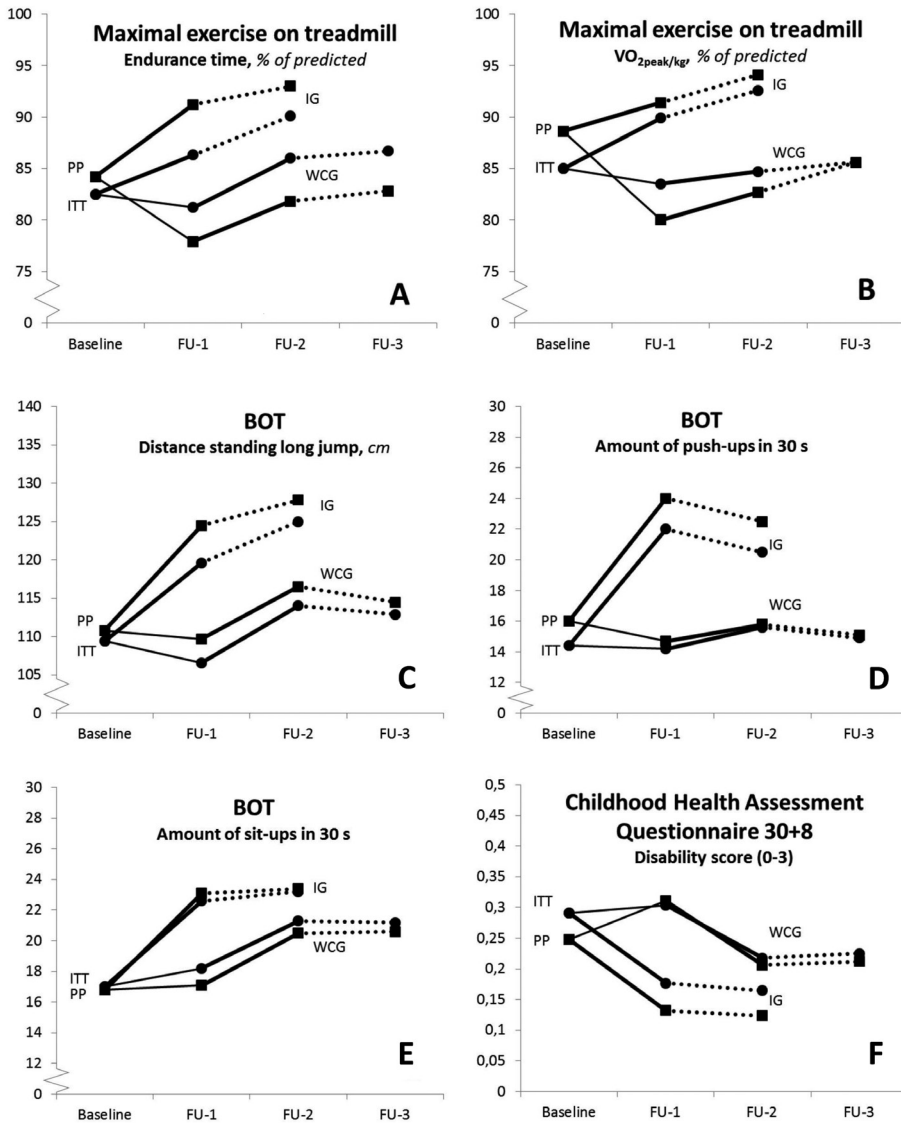 Maximal exercise on treadmill
Endurance time, % of predicted
100
95
90
85
80
75
0
PP
ITT
IG
WCG
A
Baseline FU-1 FU-2 FU-3
Maximal exercise on treadmill
VO2peak/kg, % of predicted
100
95
90
85
80
75
0
PP
ITT
IG
WCG
B
Baseline FU-1 FU-2 FU-3
BOT
Distance standing long jump, cm
140
135
130
125
120
115
110
105
0
PP
ITT
IG
WCG
C
Baseline FU-1 FU-2 FU-3
BOT
Amount of push-ups in 30 s
28
26
24
22
20
18
16
14
12
0
PP
ITT
IG
WCG
D
Baseline FU-1 FU-2 FU-3
BOT
Amount of sit-ups in 30 s
30
28
26
24
22
20
18
16
14
12
0
ITT
PP
IG
WCG
E
Baseline FU-1 FU-2 FU-3
Childhood Health Assessment
Questionnaire 30+8
Disability score (0-3)
0,5
0,45
0,4
0,35
0,3
0,25
0,2
0,15
0,1
0,05
0
ITT
PP
WCG
IG
F
Baseline FU-1 FU-2 FU-3